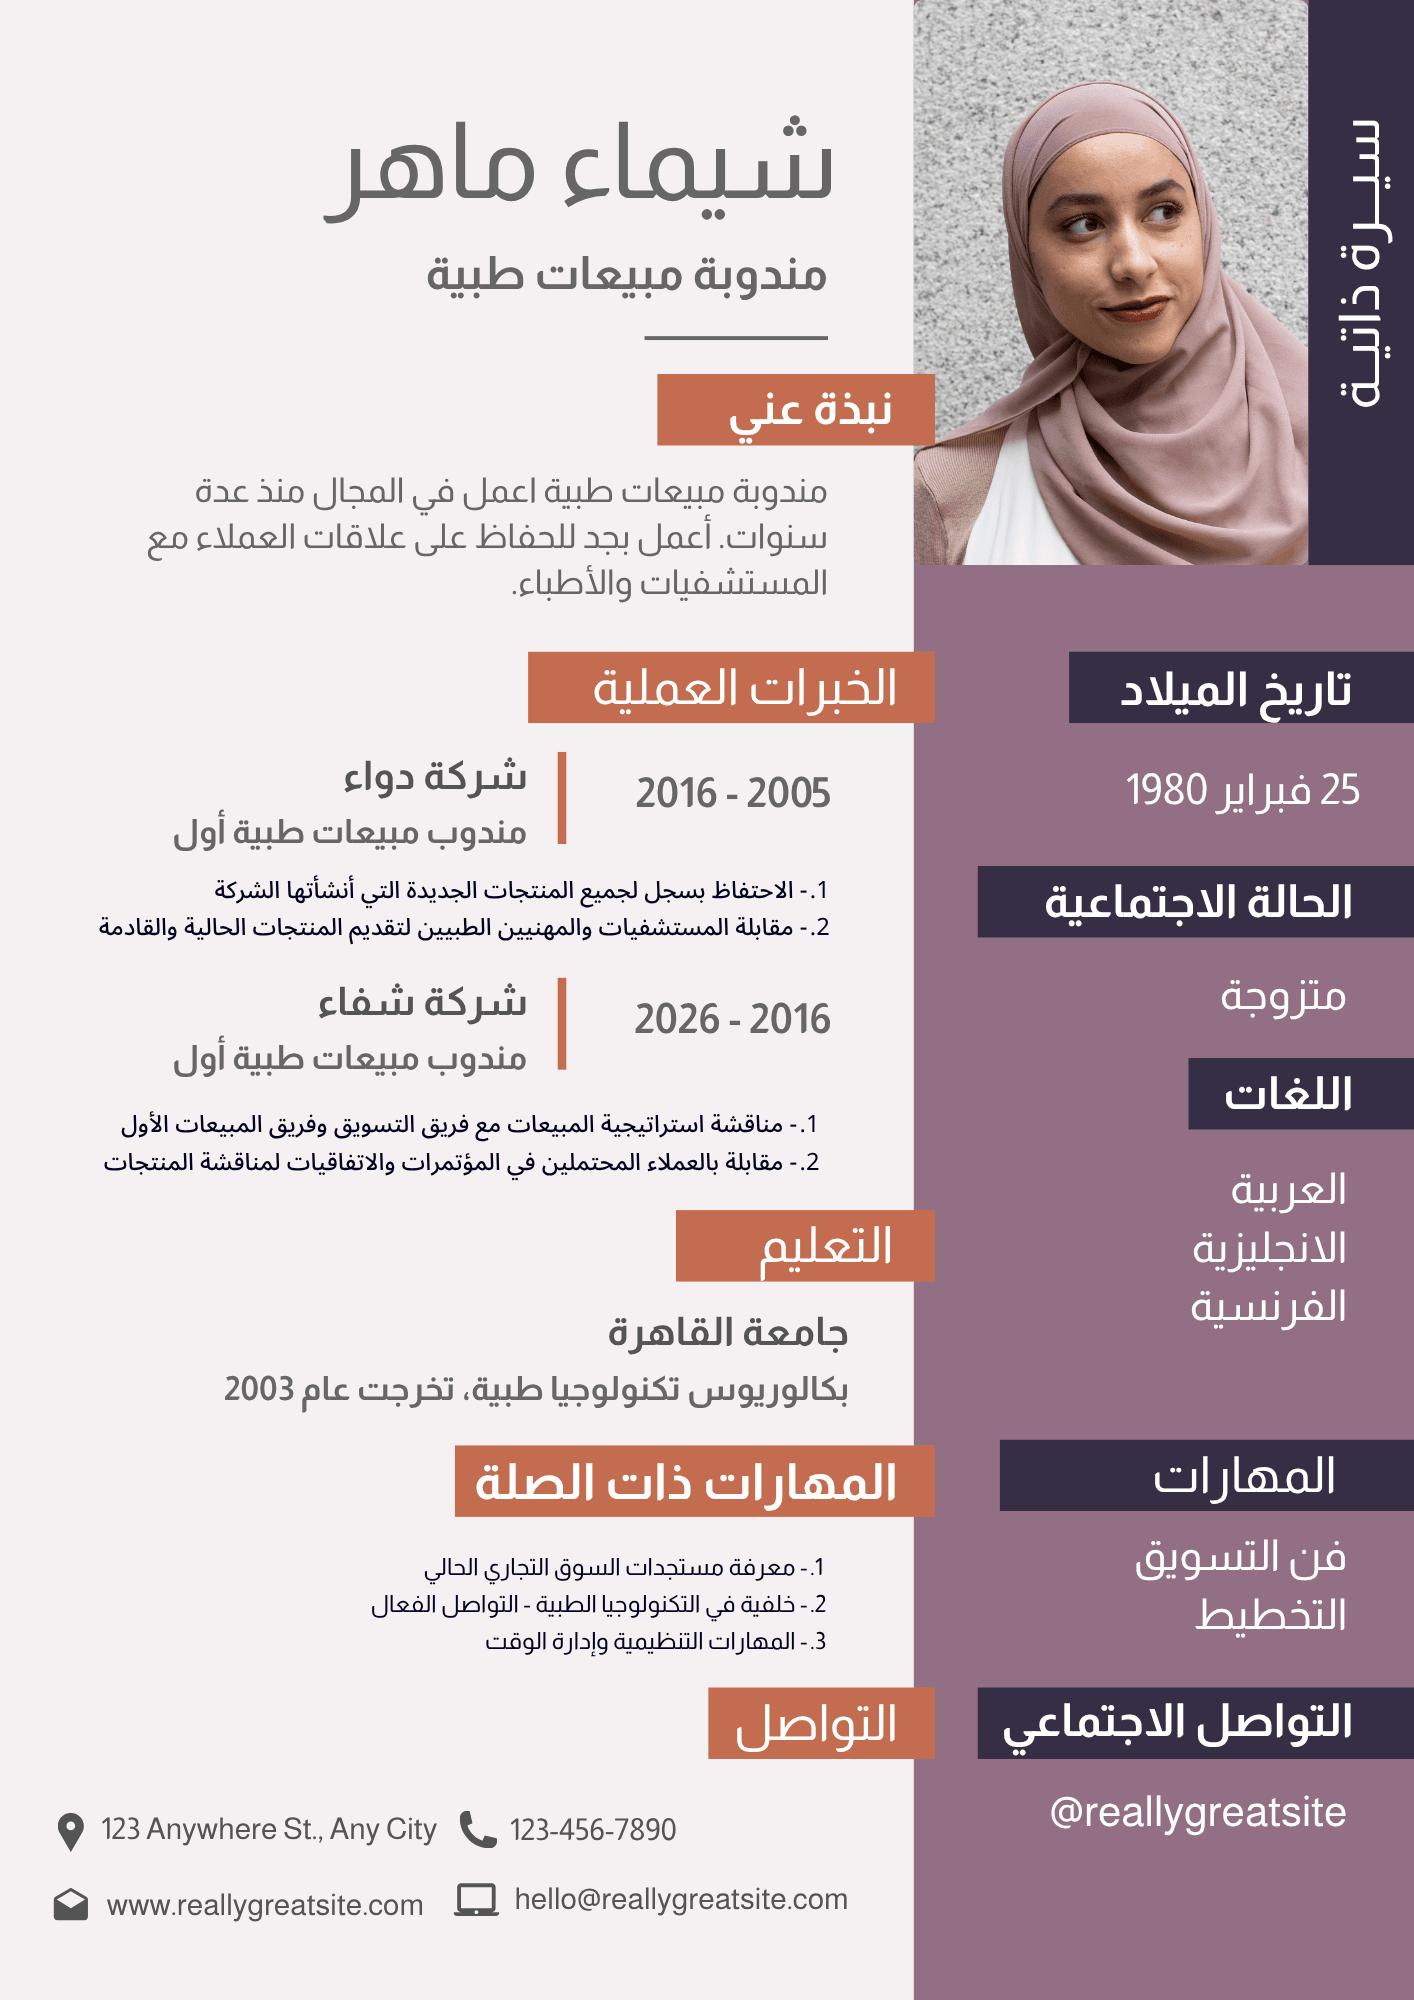 سيرة ذاتية
شيماء ماهر
مندوبة مبيعات طبية
نبذة عني
مندوبة مبيعات طبية اعمل في المجال منذ عدة
سنوات. أعمل بجد للحفاظ على علاقات العملاء مع
المستشفيات والأطباء.
الخبرات العملية
2005 - 2016
شركة دواء
مندوب مبيعات طبية أول
1.- الاحتفاظ بسجل لجميع المنتجات الجديدة التي أنشأتها الشركة
2.- مقابلة المستشفيات والمهنيين الطبيين لتقديم المنتجات الحالية والقادمة
2016 - 2026
شركة شفاء
مندوب مبيعات طبية أول
1.- مناقشة استراتيجية المبيعات مع فريق التسويق وفريق المبيعات الأول
2.- مقابلة بالعملاء المحتملين في المؤتمرات والاتفاقيات لمناقشة المنتجات
التعليم
جامعة القاهرة
بكالوريوس تكنولوجيا طبية، تخرجت عام 2003
المهارات ذات الصلة
1.- معرفة مستجدات السوق التجاري الحالي
2.- خلفية في التكنولوجيا الطبية - التواصل الفعال
3.- المهارات التنظيمية وإدارة الوقت
التواصل
123 Anywhere St., Any City
123-456-7890
www.reallygreatsite.com
hello@reallygreatsite.com
تاريخ الميلاد
25 فبراير 1980
الحالة الاجتماعية
متزوجة
اللغات
العربية
الانجليزية
الفرنسية
المهارات
فن التسويق
التخطيط
التواصل الاجتماعي
@reallygreatsite